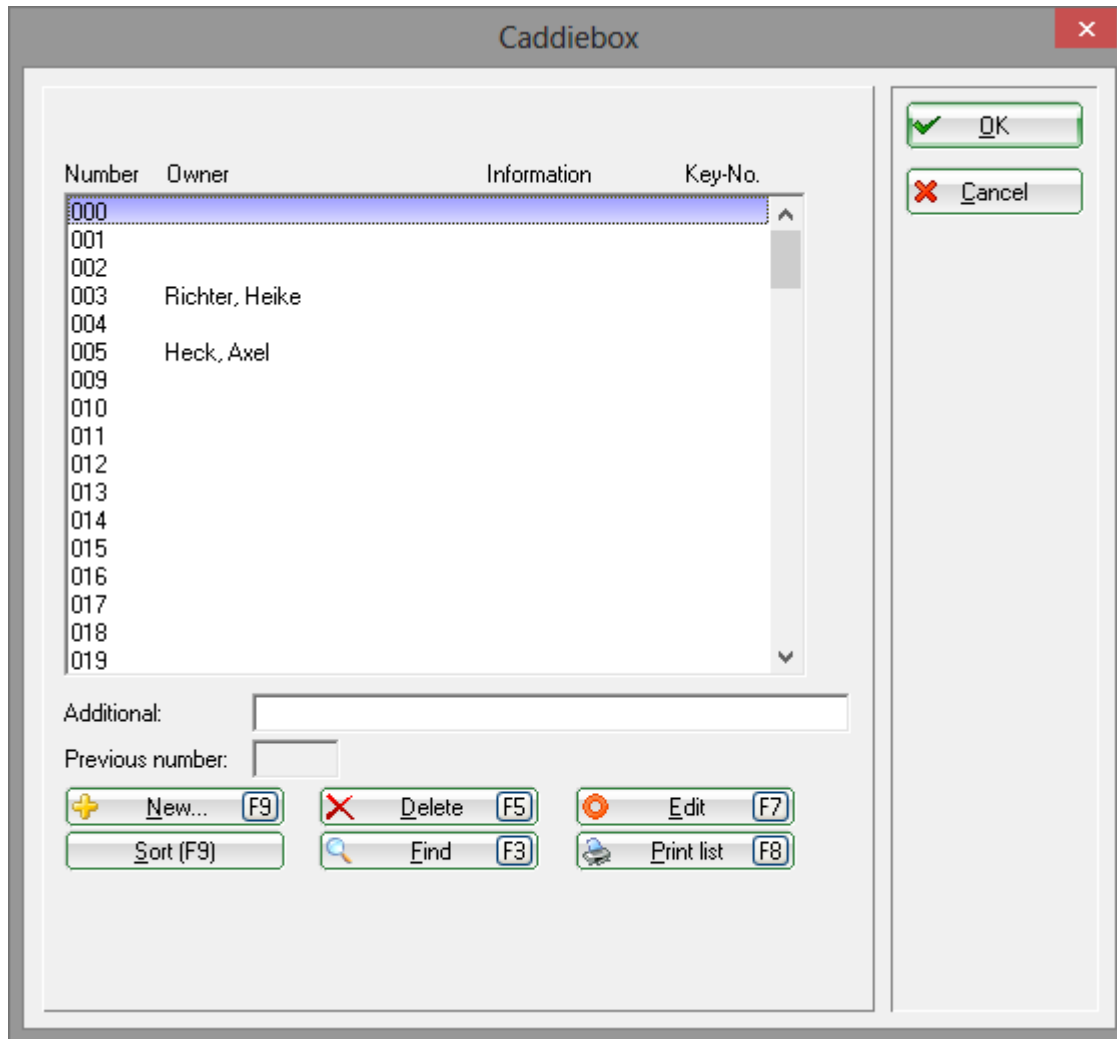 Caddiebox
OK
Cancel
Number Owner Information Key-No.
000
001
002
003 Richter, Heike
004
005 Heck, Axel
009
010
011
012
013
014
015
016
017
018
019
Additional:
Previous number:
New... F9 Delete F5 Edit F7
Sort (F9) Find F3 Print list F8